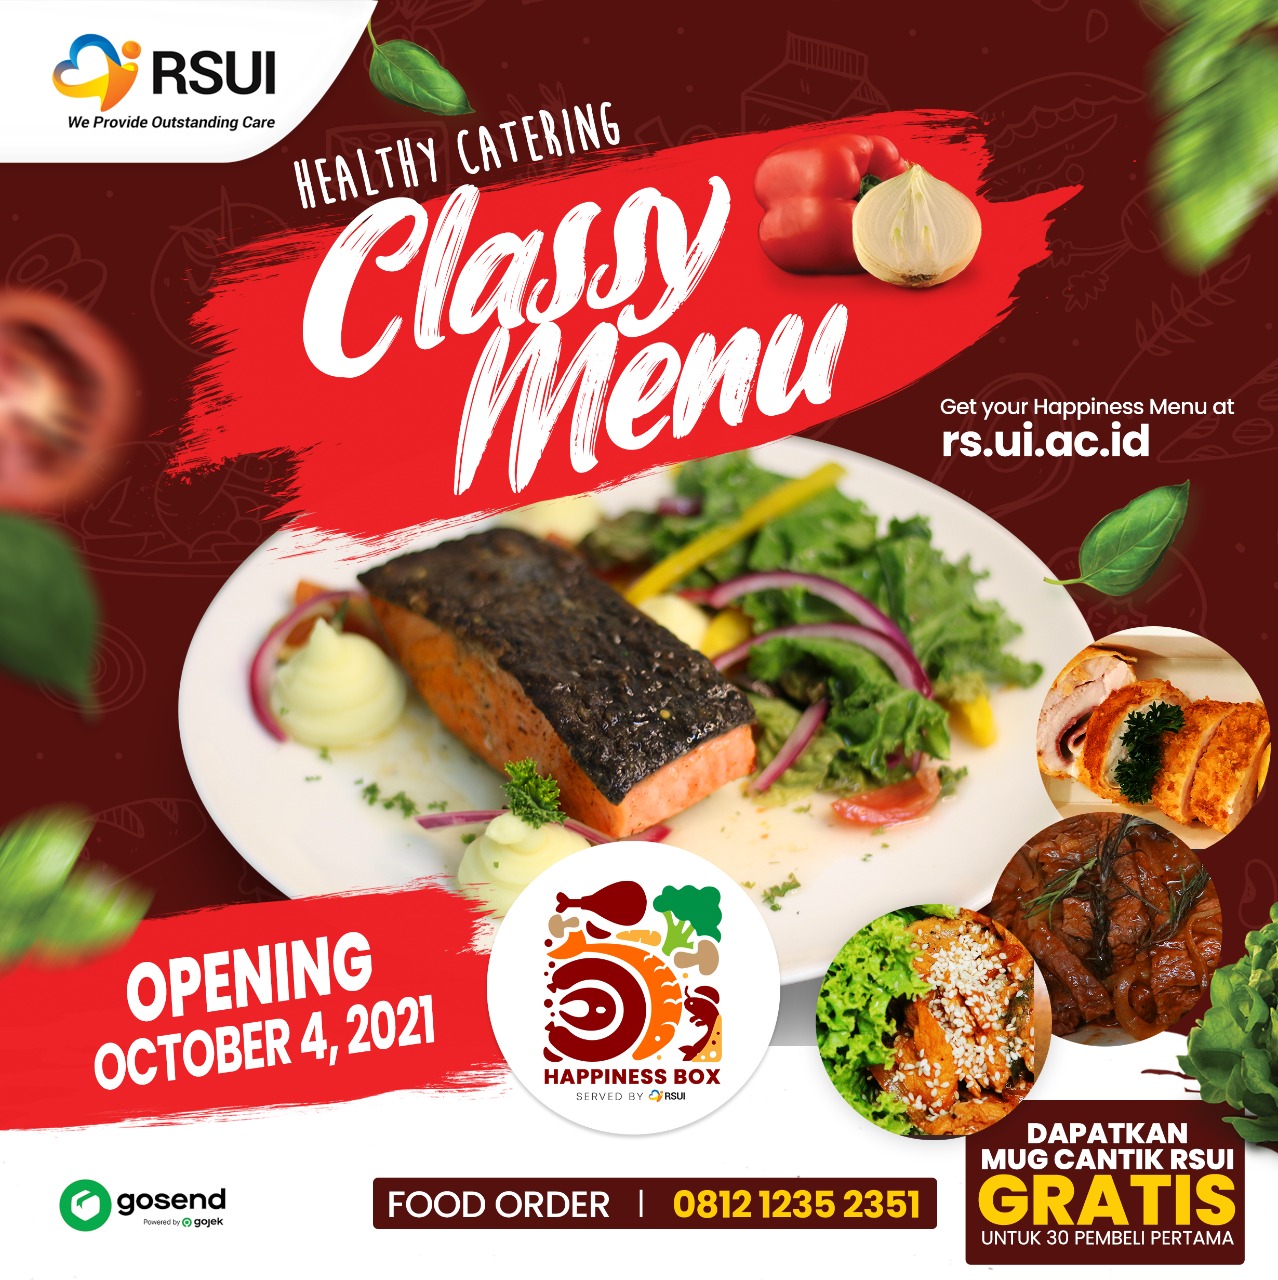 RSUI
We Provide Outstanding Care
HEALTHY CATERING
Classy
Menu
Get your Happiness Menu at
rs.ui.ac.id
OPENING
OCTOBER 4, 2021
HAPPINESS BOX
SERVED BY RSUI
gosend
Powered by gojek
FOOD ORDER | 0812 1235 2351
DAPATKAN
MUG CANTIK RSUI
GRATIS
UNTUK 30 PEMBELI PERTAMA